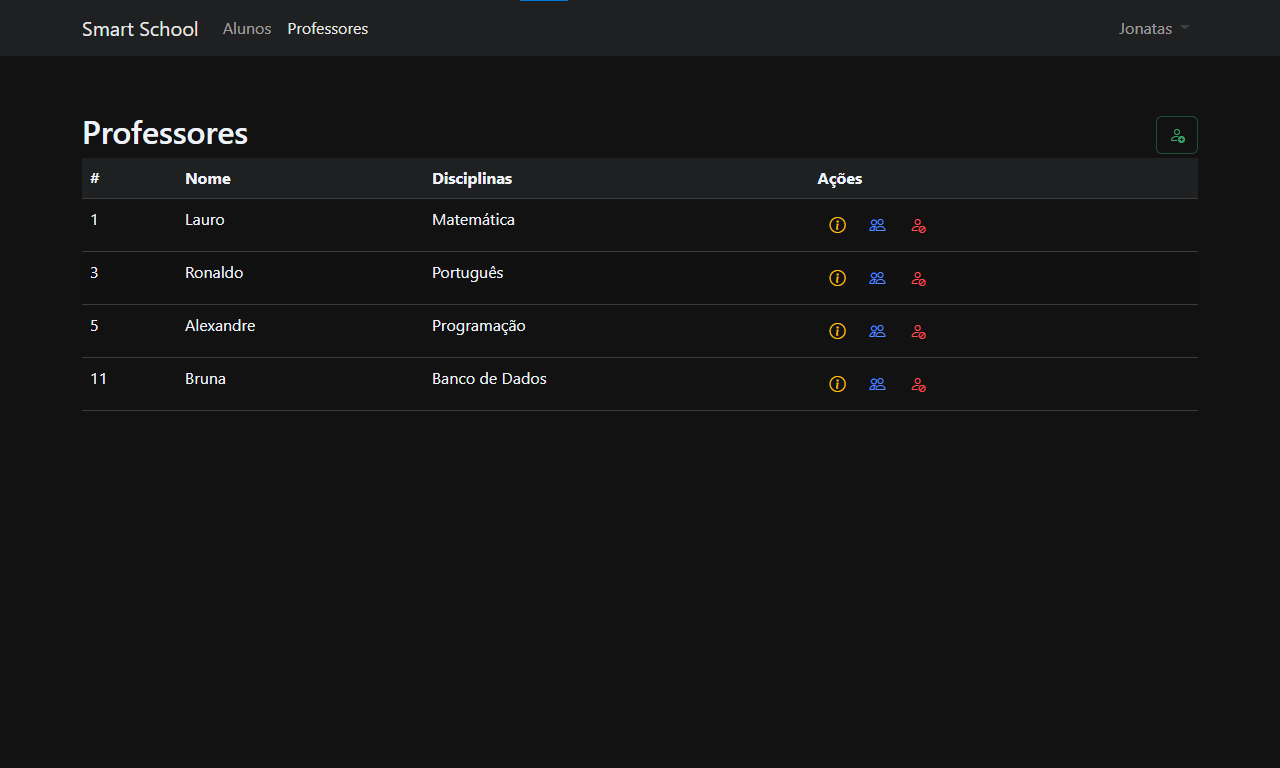 Smart School Alunos Professores Jonatas
Professores
# Nome Disciplinas Ações
1 Lauro Matemática
3 Ronaldo Português
5 Alexandre Programação
11 Bruna Banco de Dados